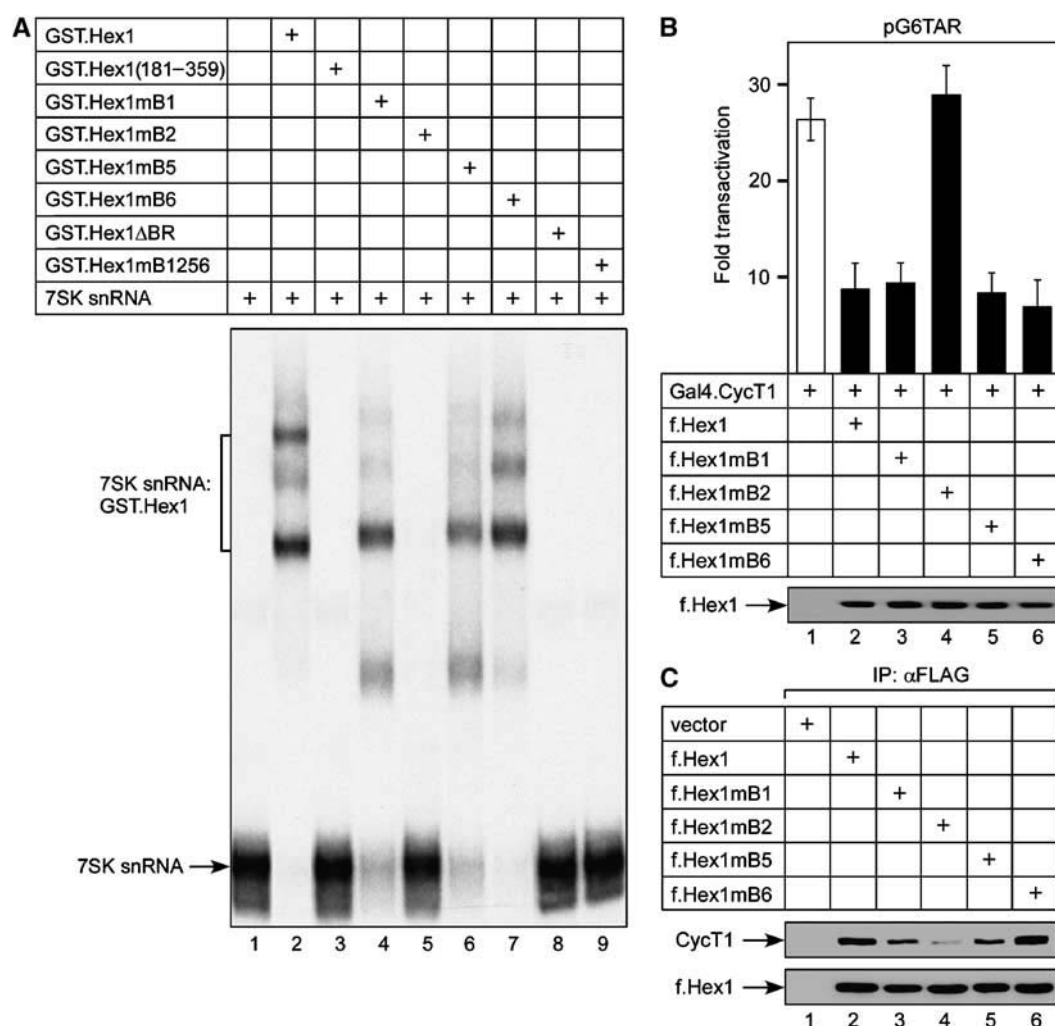 A
GST.Hex1 +
GST.Hex1(181–359) +
GST.Hex1mB1 +
GST.Hex1mB2 +
GST.Hex1mB5 +
GST.Hex1mB6 +
GST.Hex1ΔBR +
GST.Hex1mB1256 +
7SK snRNA + + + + + + + + +
7SK snRNA:
GST.Hex1
7SK snRNA
1 2 3 4 5 6 7 8 9
B
pG6TAR
Fold transactivation
30
20
10
Gal4.CycT1 + + + + + +
f.Hex1 +
f.Hex1mB1 +
f.Hex1mB2 +
f.Hex1mB5 +
f.Hex1mB6 +
f.Hex1
1 2 3 4 5 6
C
IP: αFLAG
vector +
f.Hex1 +
f.Hex1mB1 +
f.Hex1mB2 +
f.Hex1mB5 +
f.Hex1mB6 +
CycT1
f.Hex1
1 2 3 4 5 6